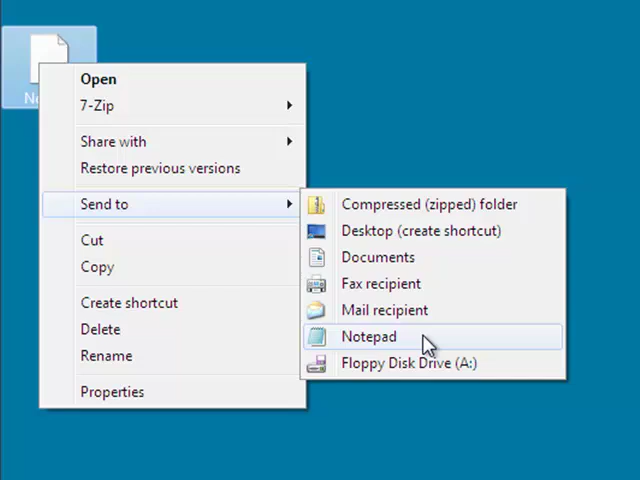 Open
7-Zip
Share with
Restore previous versions
Send to
Compressed (zipped) folder
Desktop (create shortcut)
Documents
Fax recipient
Mail recipient
Notepad
Floppy Disk Drive (A:)
Cut
Copy
Create shortcut
Delete
Rename
Properties